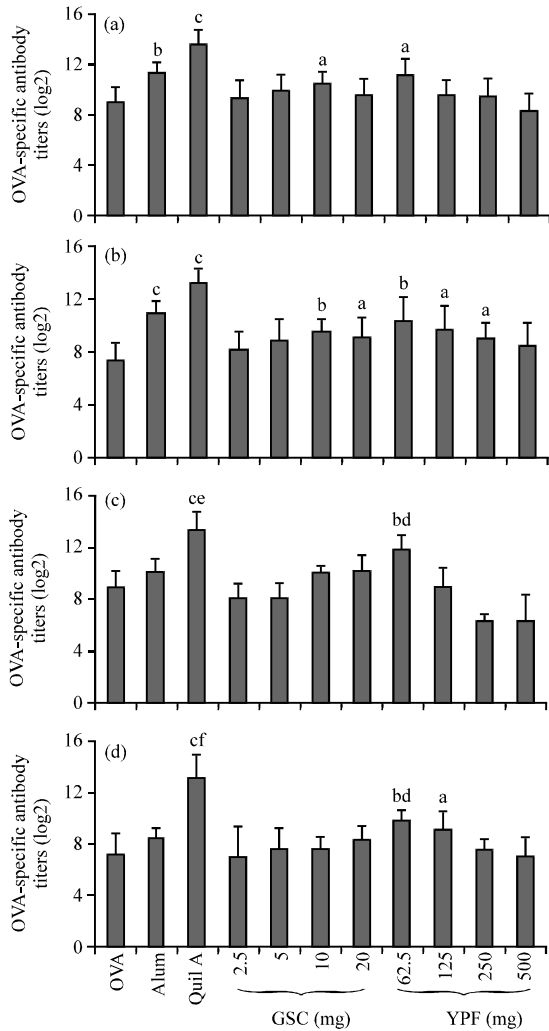 (a)
OVA-specific antibody
titers (log2)
16
12
8
4
0
b
c
a
a
(b)
OVA-specific antibody
titers (log2)
16
12
8
4
0
c
c
b
a
b
a
a
(c)
OVA-specific antibody
titers (log2)
16
12
8
4
0
ce
bd
(d)
OVA-specific antibody
titers (log2)
16
12
8
4
0
cf
bd
a
OVA
Alum
Quil A
2.5
5
10
20
62.5
125
250
500
GSC (mg)
YPF (mg)